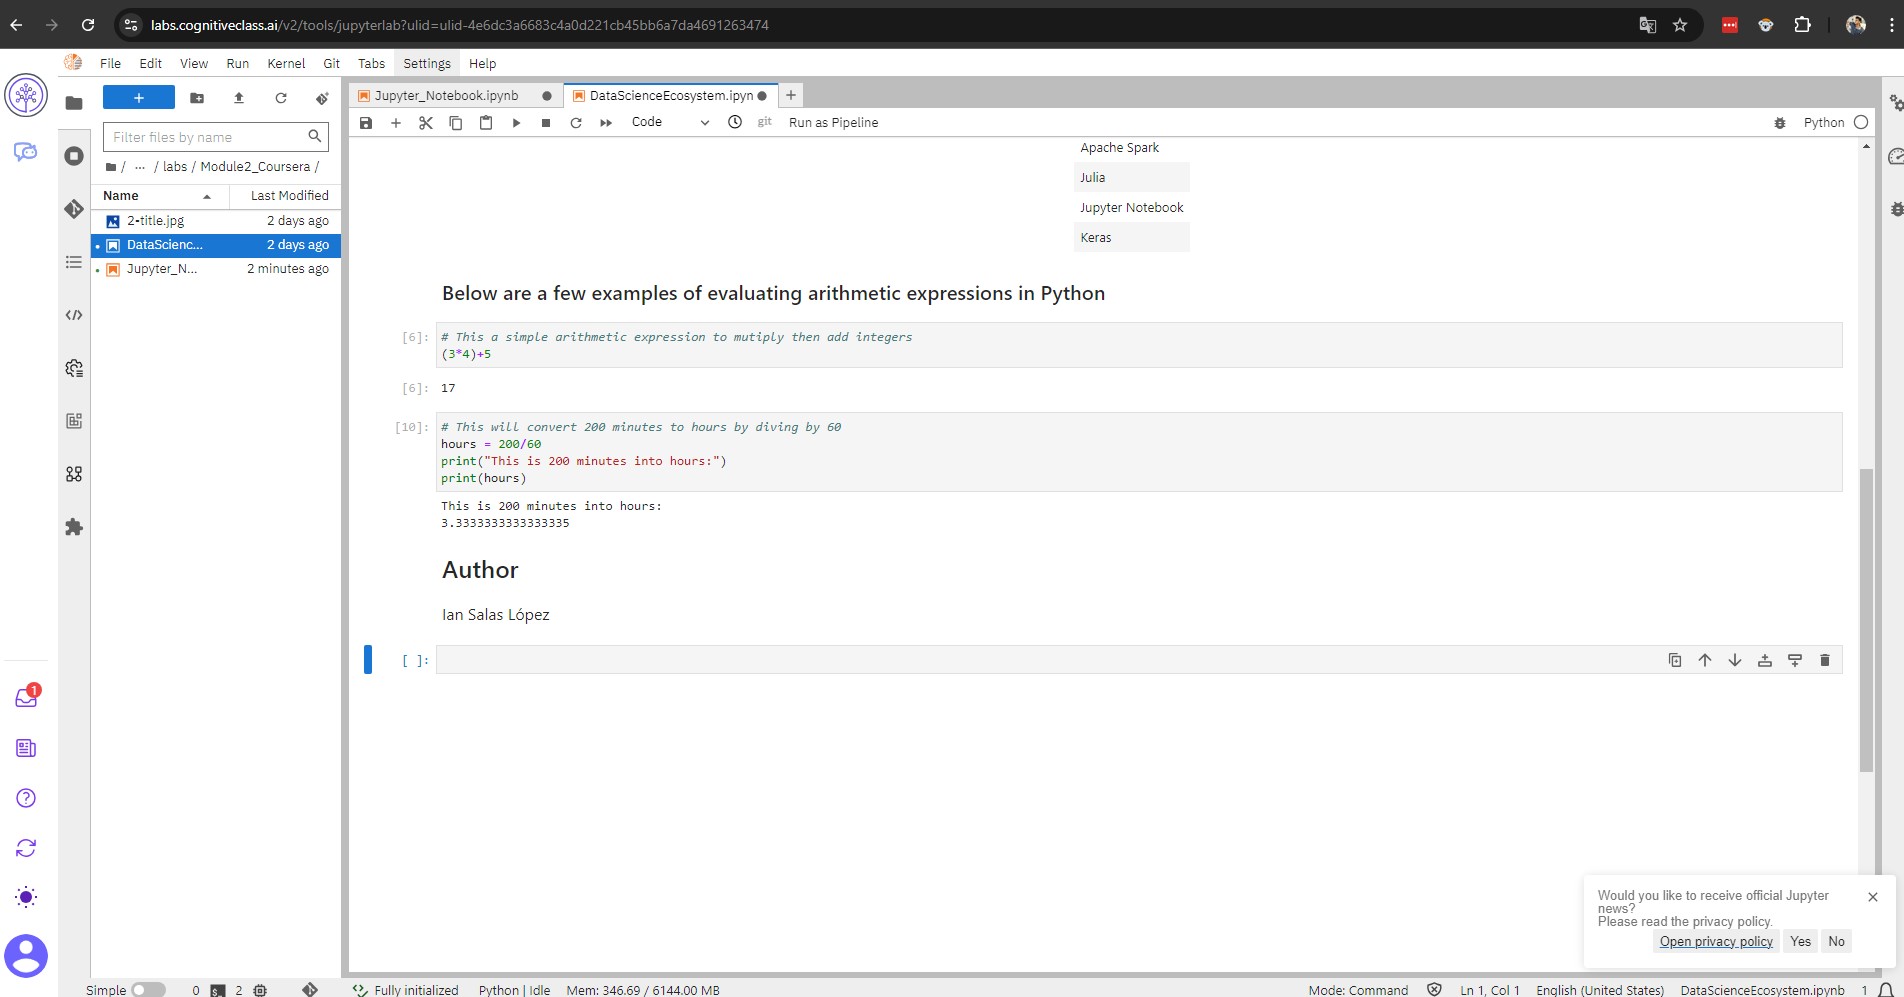 labs.cognitiveclass.ai/v2/tools/jupyterlab?ulid=ulid-4e6dc3a6683c4a0d221cb45bb6a7da4691263474
File Edit View Run Kernel Git Tabs Settings Help
Jupyter_Notebook.ipynb
DataScienceEcosystem.ipyn
Filter files by name
/ ... / labs / Module2_Coursera /
Name Last Modified
2-title.jpg 2 days ago
DataScienc... 2 days ago
Jupyter_N... 2 minutes ago
Code git Run as Pipeline Python
Apache Spark
Julia
Jupyter Notebook
Keras
Below are a few examples of evaluating arithmetic expressions in Python
[6]: # This a simple arithmetic expression to mutiply then add integers
(3*4)+5
[6]: 17
[10]: # This will convert 200 minutes to hours by diving by 60
hours = 200/60
print("This is 200 minutes into hours:")
print(hours)
This is 200 minutes into hours:
3.3333333333333335
Author
Ian Salas López
[ ]:
1
Would you like to receive official Jupyter
news?
Please read the privacy policy.
Open privacy policy Yes No
Simple 0 2 Fully initialized Python | Idle Mem: 346.69 / 6144.00 MB Mode: Command Ln 1, Col 1 English (United States) DataScienceEcosystem.ipynb 1